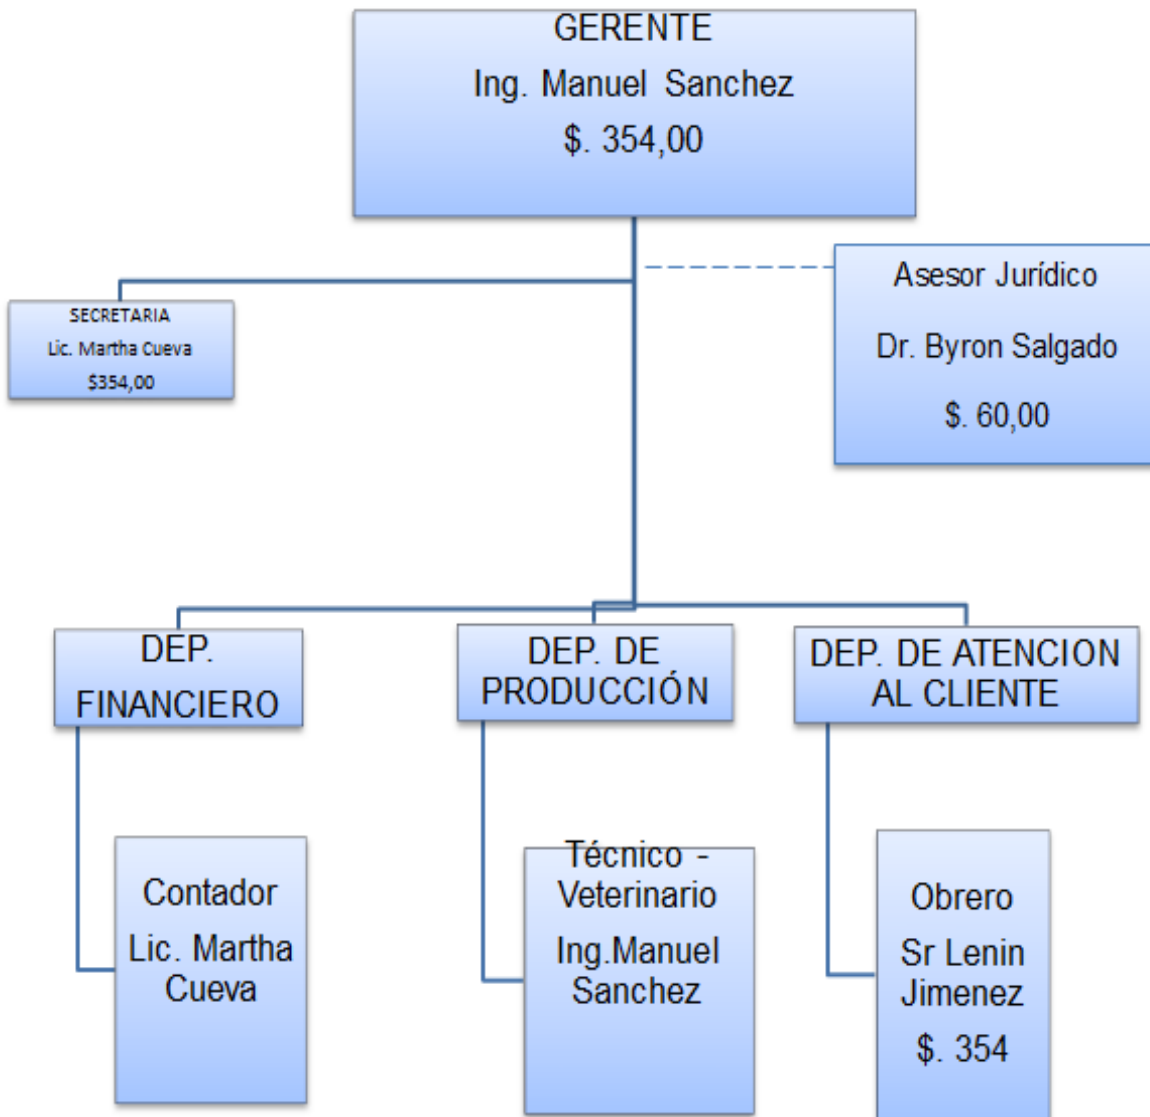 GERENTE
Ing. Manuel Sanchez
$. 354,00
SECRETARIA
Lic. Martha Cueva
$354,00
Asesor Jurídico
Dr. Byron Salgado
$. 60,00
DEP.
FINANCIERO
DEP. DE
PRODUCCIÓN
DEP. DE ATENCION
AL CLIENTE
Contador
Lic. Martha
Cueva
Técnico -
Veterinario
Ing.Manuel
Sanchez
Obrero
Sr Lenin
Jimenez
$. 354